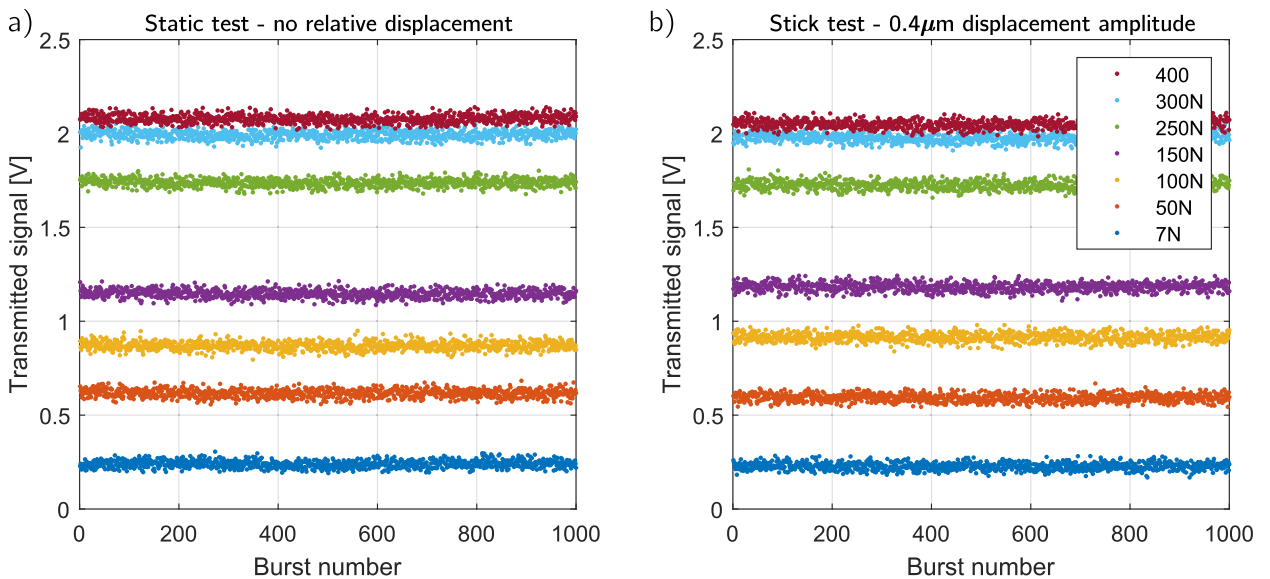 a)
Static test - no relative displacement
2.5
2
1.5
1
0.5
0
Transmitted signal [V]
0 200 400 600 800 1000
Burst number
b)
Stick test - 0.4μm displacement amplitude
2.5
2
1.5
1
0.5
0
Transmitted signal [V]
400
300N
250N
150N
100N
50N
7N
0 200 400 600 800 1000
Burst number